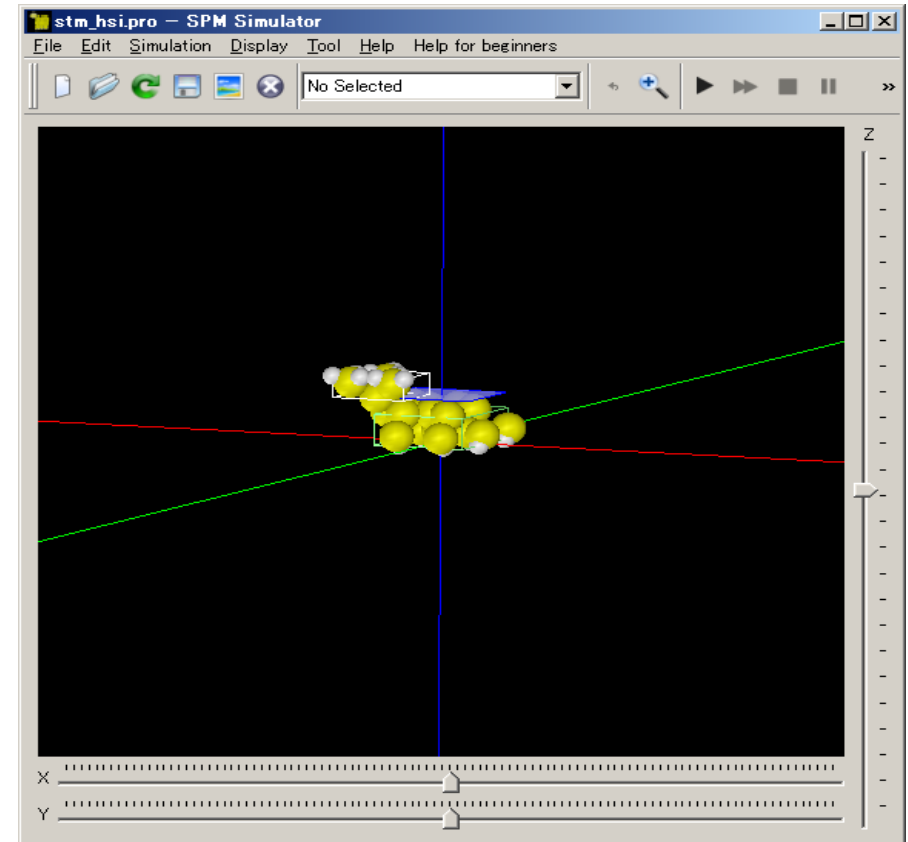 stm_hsi.pro — SPM Simulator
File Edit Simulation Display Tool Help Help for beginners
No Selected
Z
X
Y